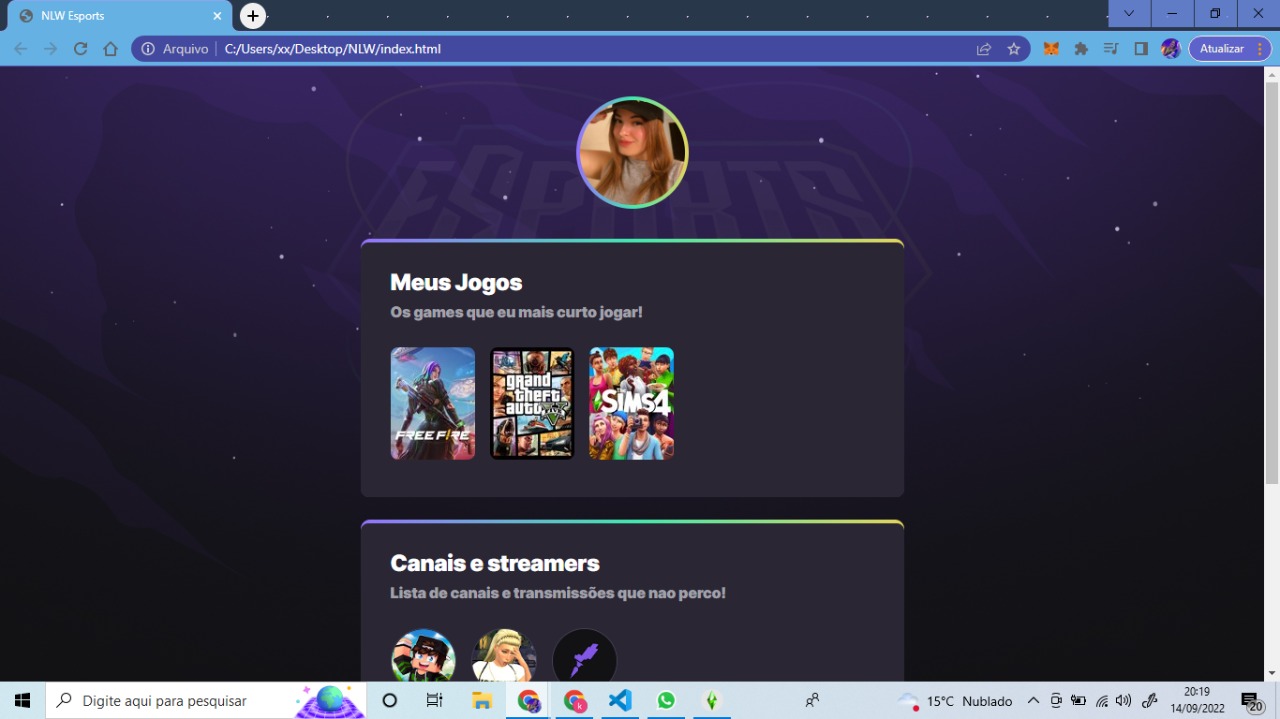 NLW Esports
Arquivo C:/Users/xx/Desktop/NLW/index.html
Atualizar
ESPORTS
Meus Jogos
Os games que eu mais curto jogar!
FREE FIRE
grand
theft
auto V
FIVE
THE
SIMS4
Canais e streamers
Lista de canais e transmissões que nao perco!
Digite aqui para pesquisar
k
15°C Nublado
20:19
14/09/2022
20